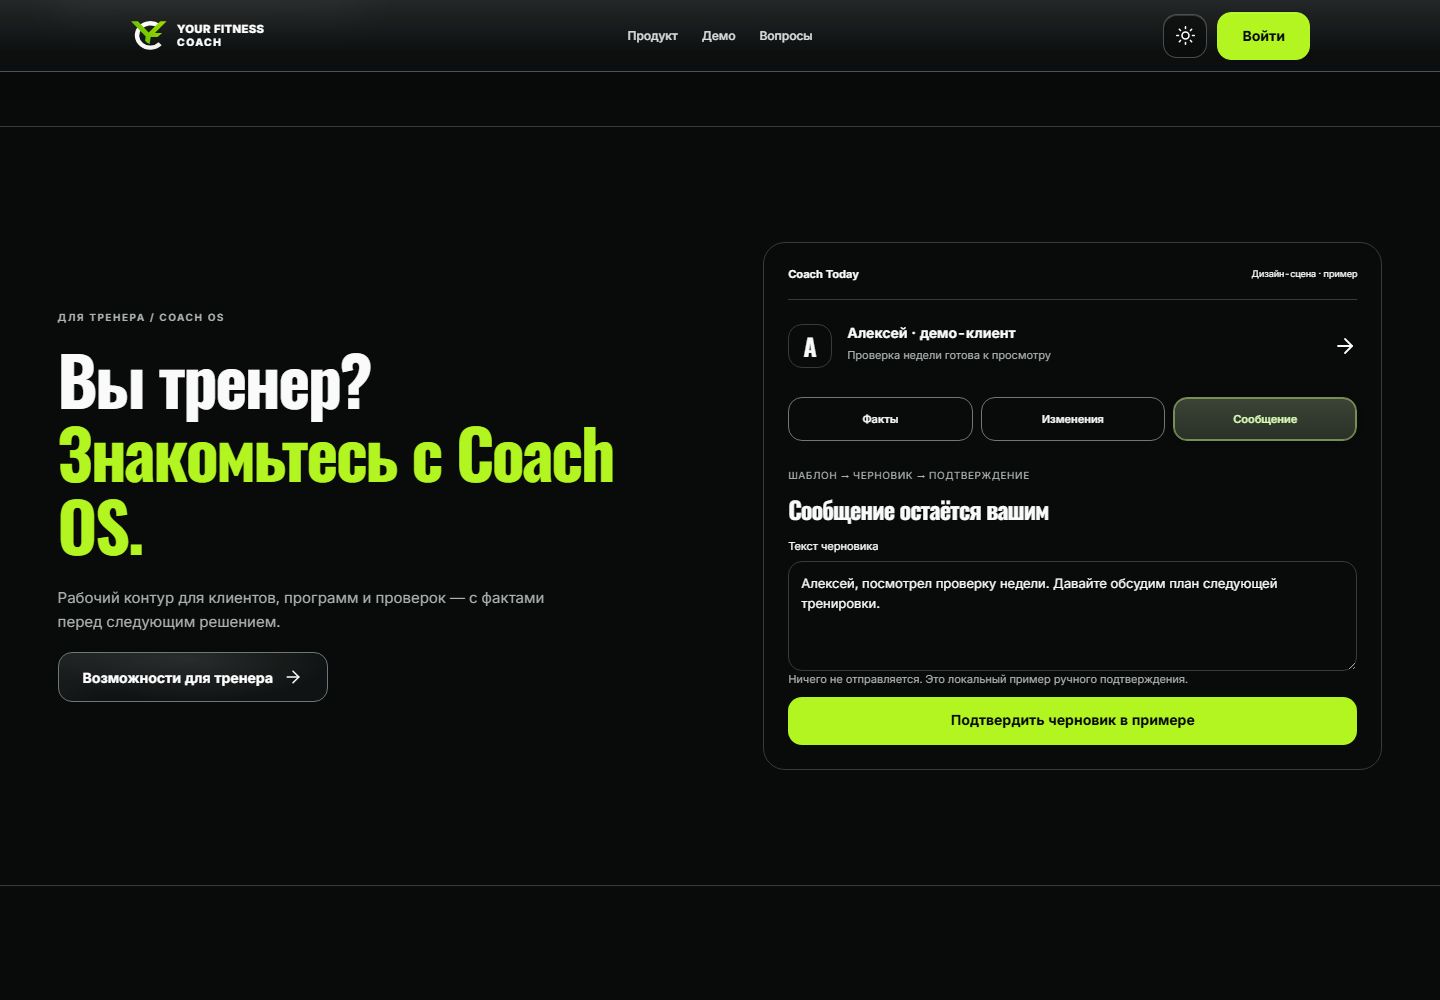 YOUR FITNESS
COACH
Продукт
Демо
Вопросы
Войти
ДЛЯ ТРЕНЕРА / COACH OS
Вы тренер?
Знакомьтесь с Coach
OS.
Рабочий контур для клиентов, программ и проверок — с фактами
перед следующим решением.
Возможности для тренера
Coach Today
Дизайн-сцена · пример
А
Алексей · демо-клиент
Проверка недели готова к просмотру
Факты
Изменения
Сообщение
ШАБЛОН → ЧЕРНОВИК → ПОДТВЕРЖДЕНИЕ
Сообщение остаётся вашим
Текст черновика
Алексей, посмотрел проверку недели. Давайте обсудим план следующей
тренировки.
Ничего не отправляется. Это локальный пример ручного подтверждения.
Подтвердить черновик в примере